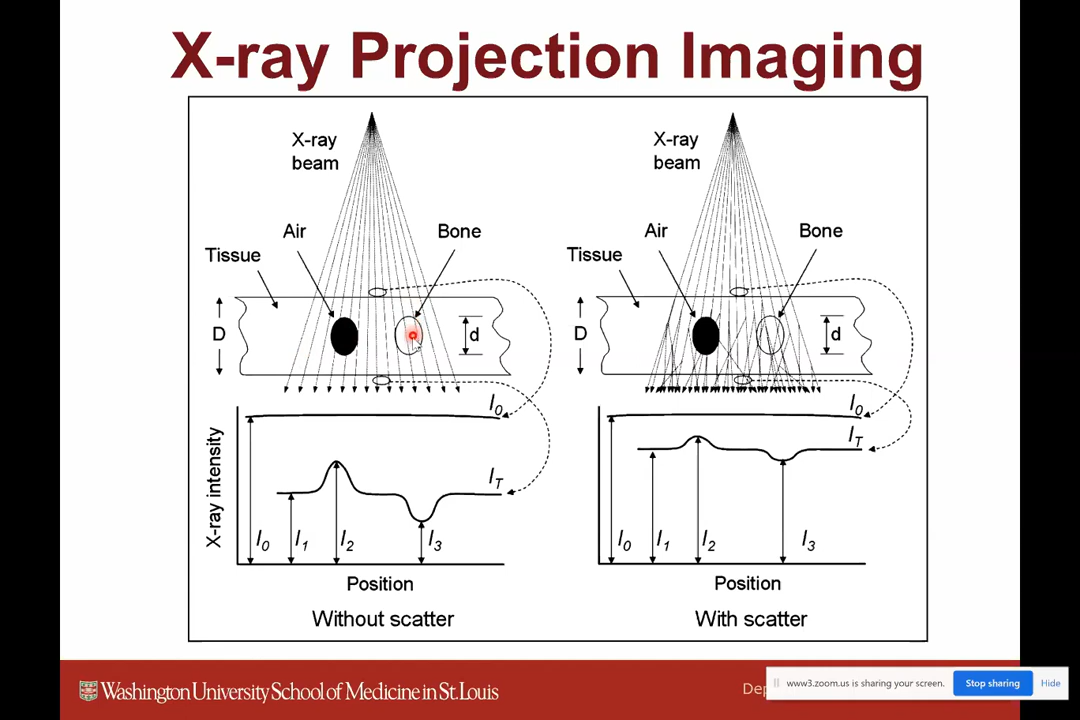 X-ray Projection Imaging
X-ray
beam
Air
Bone
Tissue
D
d
I0
IT
X-ray intensity
I0
I1
I2
I3
Position
Without scatter
X-ray
beam
Air
Bone
Tissue
D
d
I0
IT
I0
I1
I2
I3
Position
With scatter
Washington University School of Medicine in St. Louis
www3.zoom.us is sharing your screen.
Stop sharing
Hide